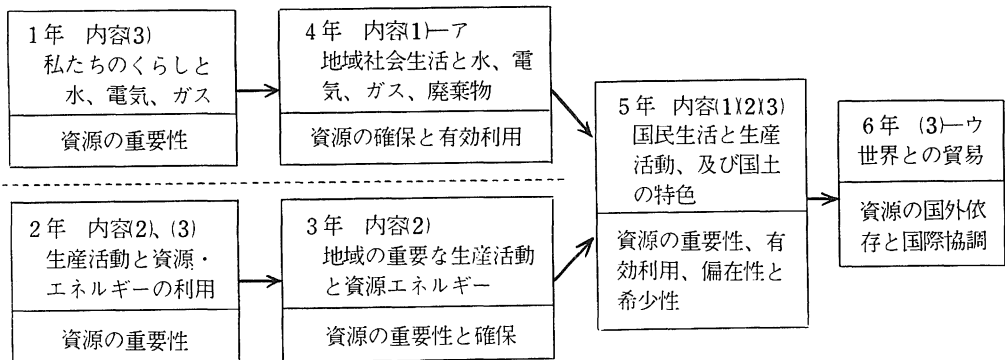 1年 内容(3)
私たちのくらしと
水、電気、ガス
資源の重要性
4年 内容(1)―ア
地域社会生活と水、電
気、ガス、廃棄物
資源の確保と有効利用
2年 内容(2)、(3)
生産活動と資源・
エネルギーの利用
資源の重要性
3年 内容(2)
地域の重要な生産活動
と資源エネルギー
資源の重要性と確保
5年 内容(1)(2)(3)
国民生活と生産
活動、及び国土
の特色
資源の重要性、有
効利用、偏在性と
希少性
6年 (3)―ウ
世界との貿易
資源の国外依
存と国際協調